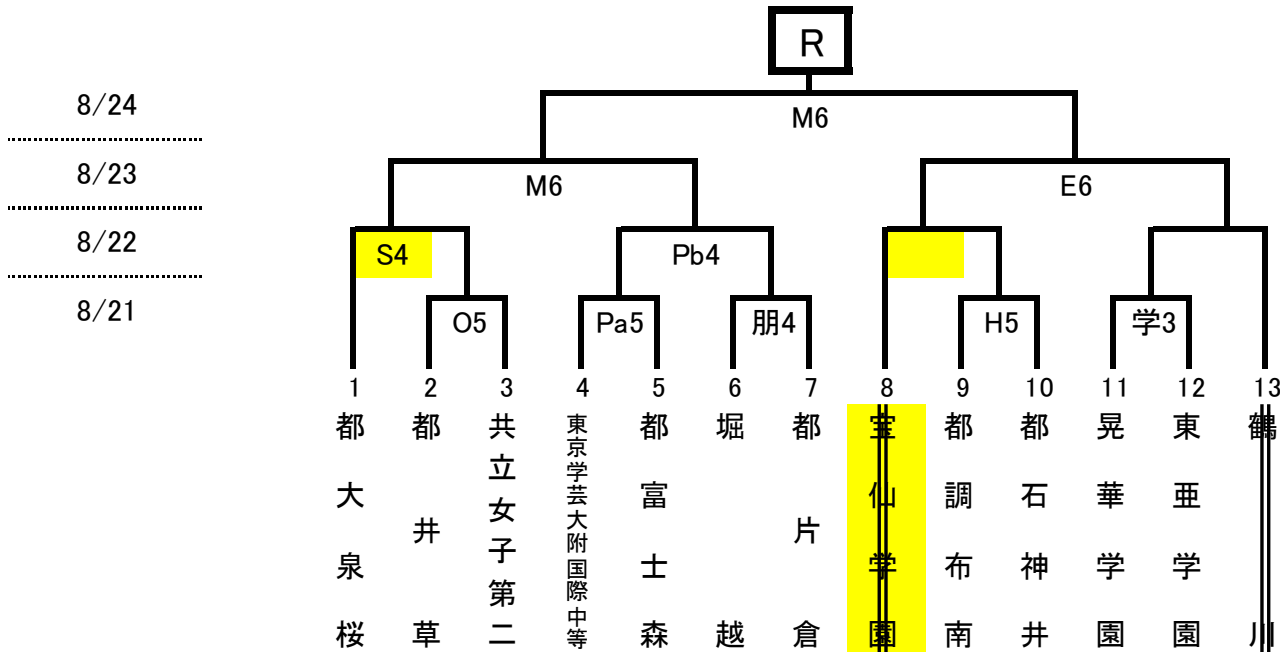 R
8/24
M6
8/23
M6 E6
8/22
S4 Pb4
8/21
O5 Pa5 朋4 H5 学3
1 2 3 4 5 6 7 8 9 10 11 12 13
都大泉桜
都井草
共立女子第二
東京学芸大附国際中等
都富士森
堀越
都片倉
宝仙学園
都調布南
都石神井
晃華学園
東亜学園
鶴川